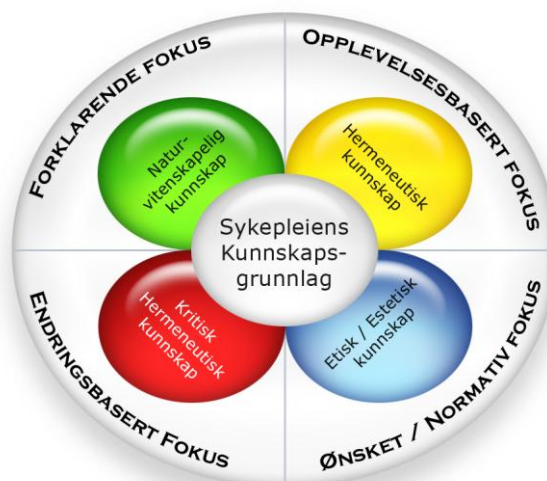 FORKLARENDE FOKUS
OPPLEVELSESBASERT FOKUS
Natur-
vitenskapelig
kunnskap
Hermeneutisk
kunnskap
Sykepleiens
Kunnskaps-
grunnlag
Kritisk
Hermeneutisk
kunnskap
Etisk / Estetisk
kunnskap
ENDRINGSBASERT FOKUS
ØNSKET / NORMATIV FOKUS